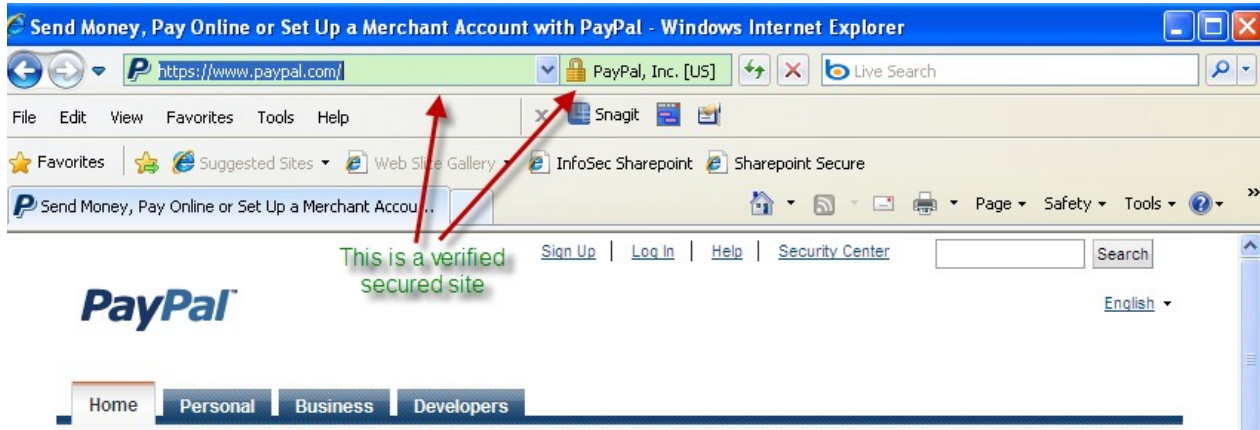 Send Money, Pay Online or Set Up a Merchant Account with PayPal - Windows Internet Explorer
https://www.paypal.com/ PayPal, Inc. [US] Live Search
File Edit View Favorites Tools Help x Snagit
Favorites Suggested Sites Web Slice Gallery InfoSec Sharepoint Sharepoint Secure
Send Money, Pay Online or Set Up a Merchant Accou... Page Safety Tools »
This is a verified
secured site
Sign Up | Log In | Help | Security Center Search
PayPal™
English
Home Personal Business Developers